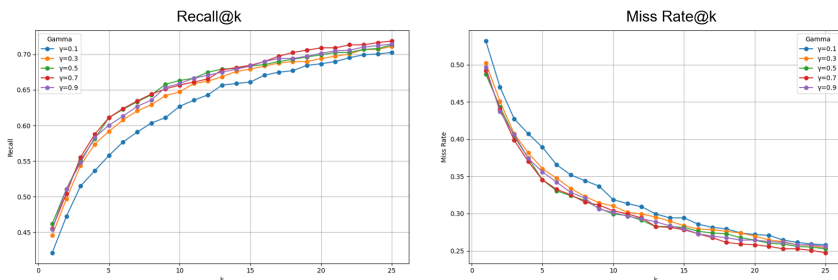 Recall@k
Miss Rate@k
Gamma
γ=0.1
γ=0.3
γ=0.5
γ=0.7
γ=0.9
Recall
0.70
0.65
0.60
0.55
0.50
0.45
0
5
10
15
20
25
k
Gamma
γ=0.1
γ=0.3
γ=0.5
γ=0.7
γ=0.9
Miss Rate
0.50
0.45
0.40
0.35
0.30
0.25
0
5
10
15
20
25
k